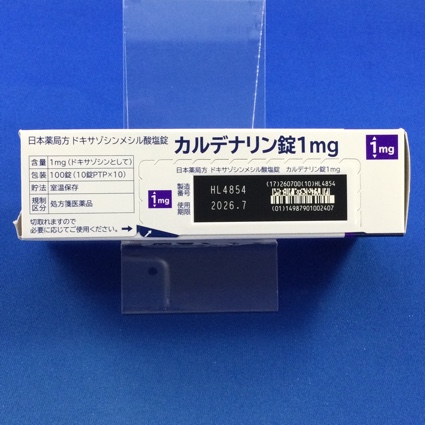 日本薬局方 ドキサゾシンメシル酸塩錠 カルデナリン錠1mg
1mg
含量 1mg(ドキサゾシンとして)
包装 100錠(10錠PTP×10)
貯法 室温保存
規制区分 処方箋医薬品
切取れますので
必要に応じてご使用ください。
日本薬局方 ドキサゾシンメシル酸塩錠 カルデナリン錠1mg
1mg
製造番号 HL4854
使用期限 2026.7
(17)260700(10)HL4854
(01)14987901002407